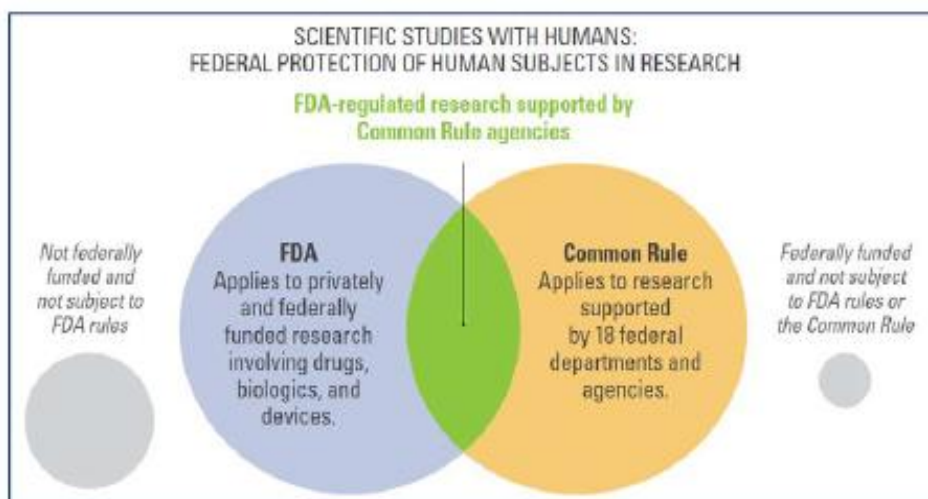 SCIENTIFIC STUDIES WITH HUMANS:
FEDERAL PROTECTION OF HUMAN SUBJECTS IN RESEARCH
FDA-regulated research supported by
Common Rule agencies
Not federally
funded and
not subject to
FDA rules
FDA
Applies to privately
and federally
funded research
involving drugs,
biologics, and
devices.
Common Rule
Applies to research
supported
by 18 federal
departments and
agencies.
Federally funded
and not subject
to FDA rules or
the Common Rule